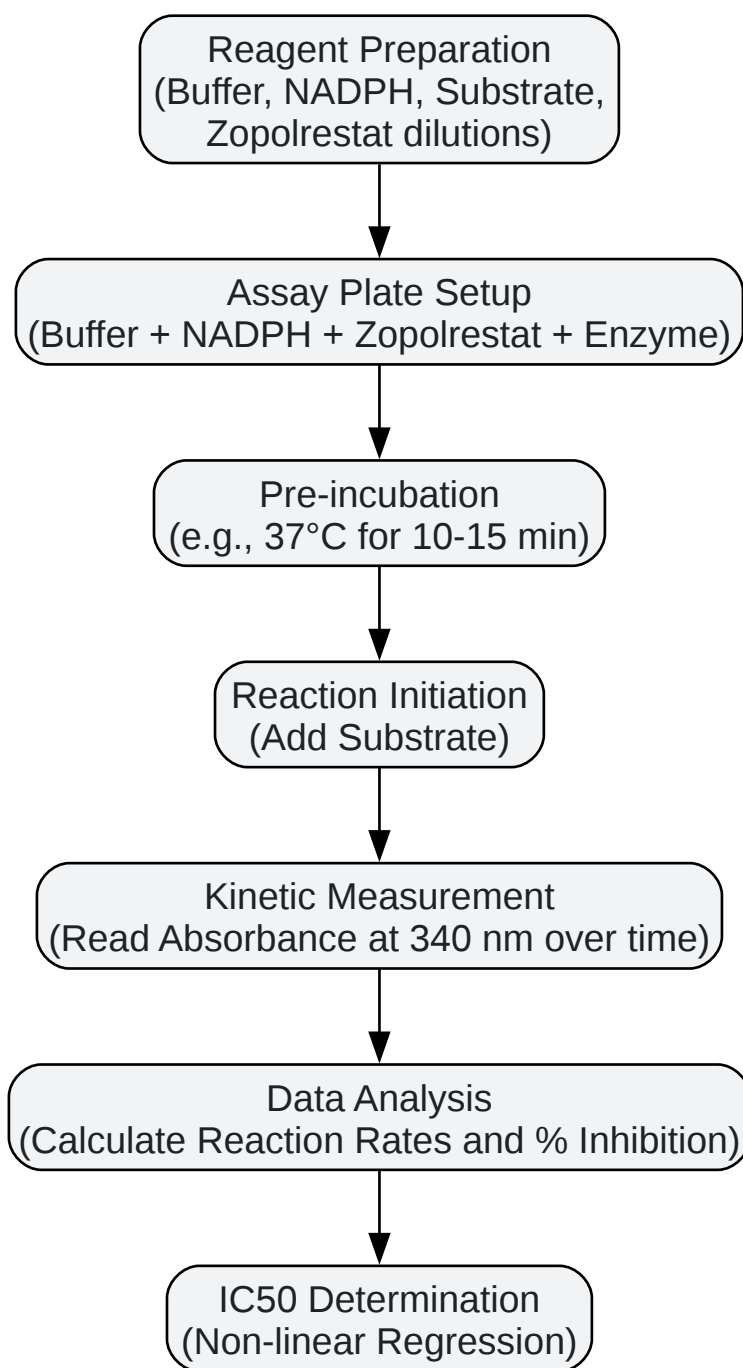 Reagent Preparation
(Buffer, NADPH, Substrate,
Zopolrestat dilutions)
Assay Plate Setup
(Buffer + NADPH + Zopolrestat + Enzyme)
Pre-incubation
(e.g., 37°C for 10-15 min)
Reaction Initiation
(Add Substrate)
Kinetic Measurement
(Read Absorbance at 340 nm over time)
Data Analysis
(Calculate Reaction Rates and % Inhibition)
IC50 Determination
(Non-linear Regression)